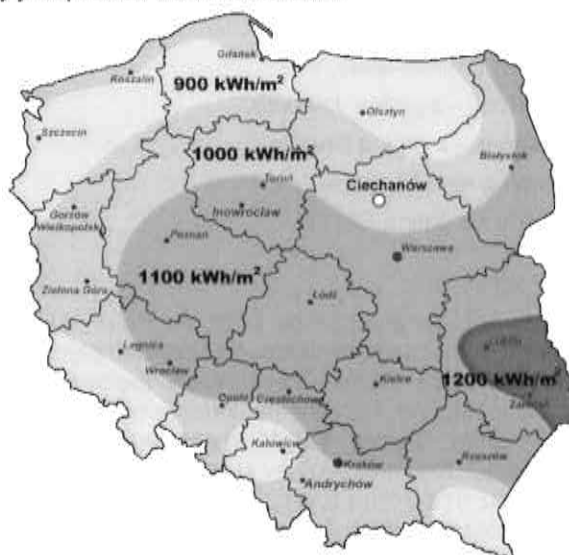 Gdańsk
Koszalin
900 kWh/m²
Olsztyn
Szczecin
1000 kWh/m²
Białystok
Toruń
Ciechanów
Gorzów
Wielkopolski
Inowrocław
Poznań
Warszawa
1100 kWh/m²
Zielona Góra
Łódź
Legnica
Lublin
Wrocław
1200 kWh/m²
Kielce
Opole
Częstochowa
Zamość
Katowice
Kraków
Rzeszów
Andrychów